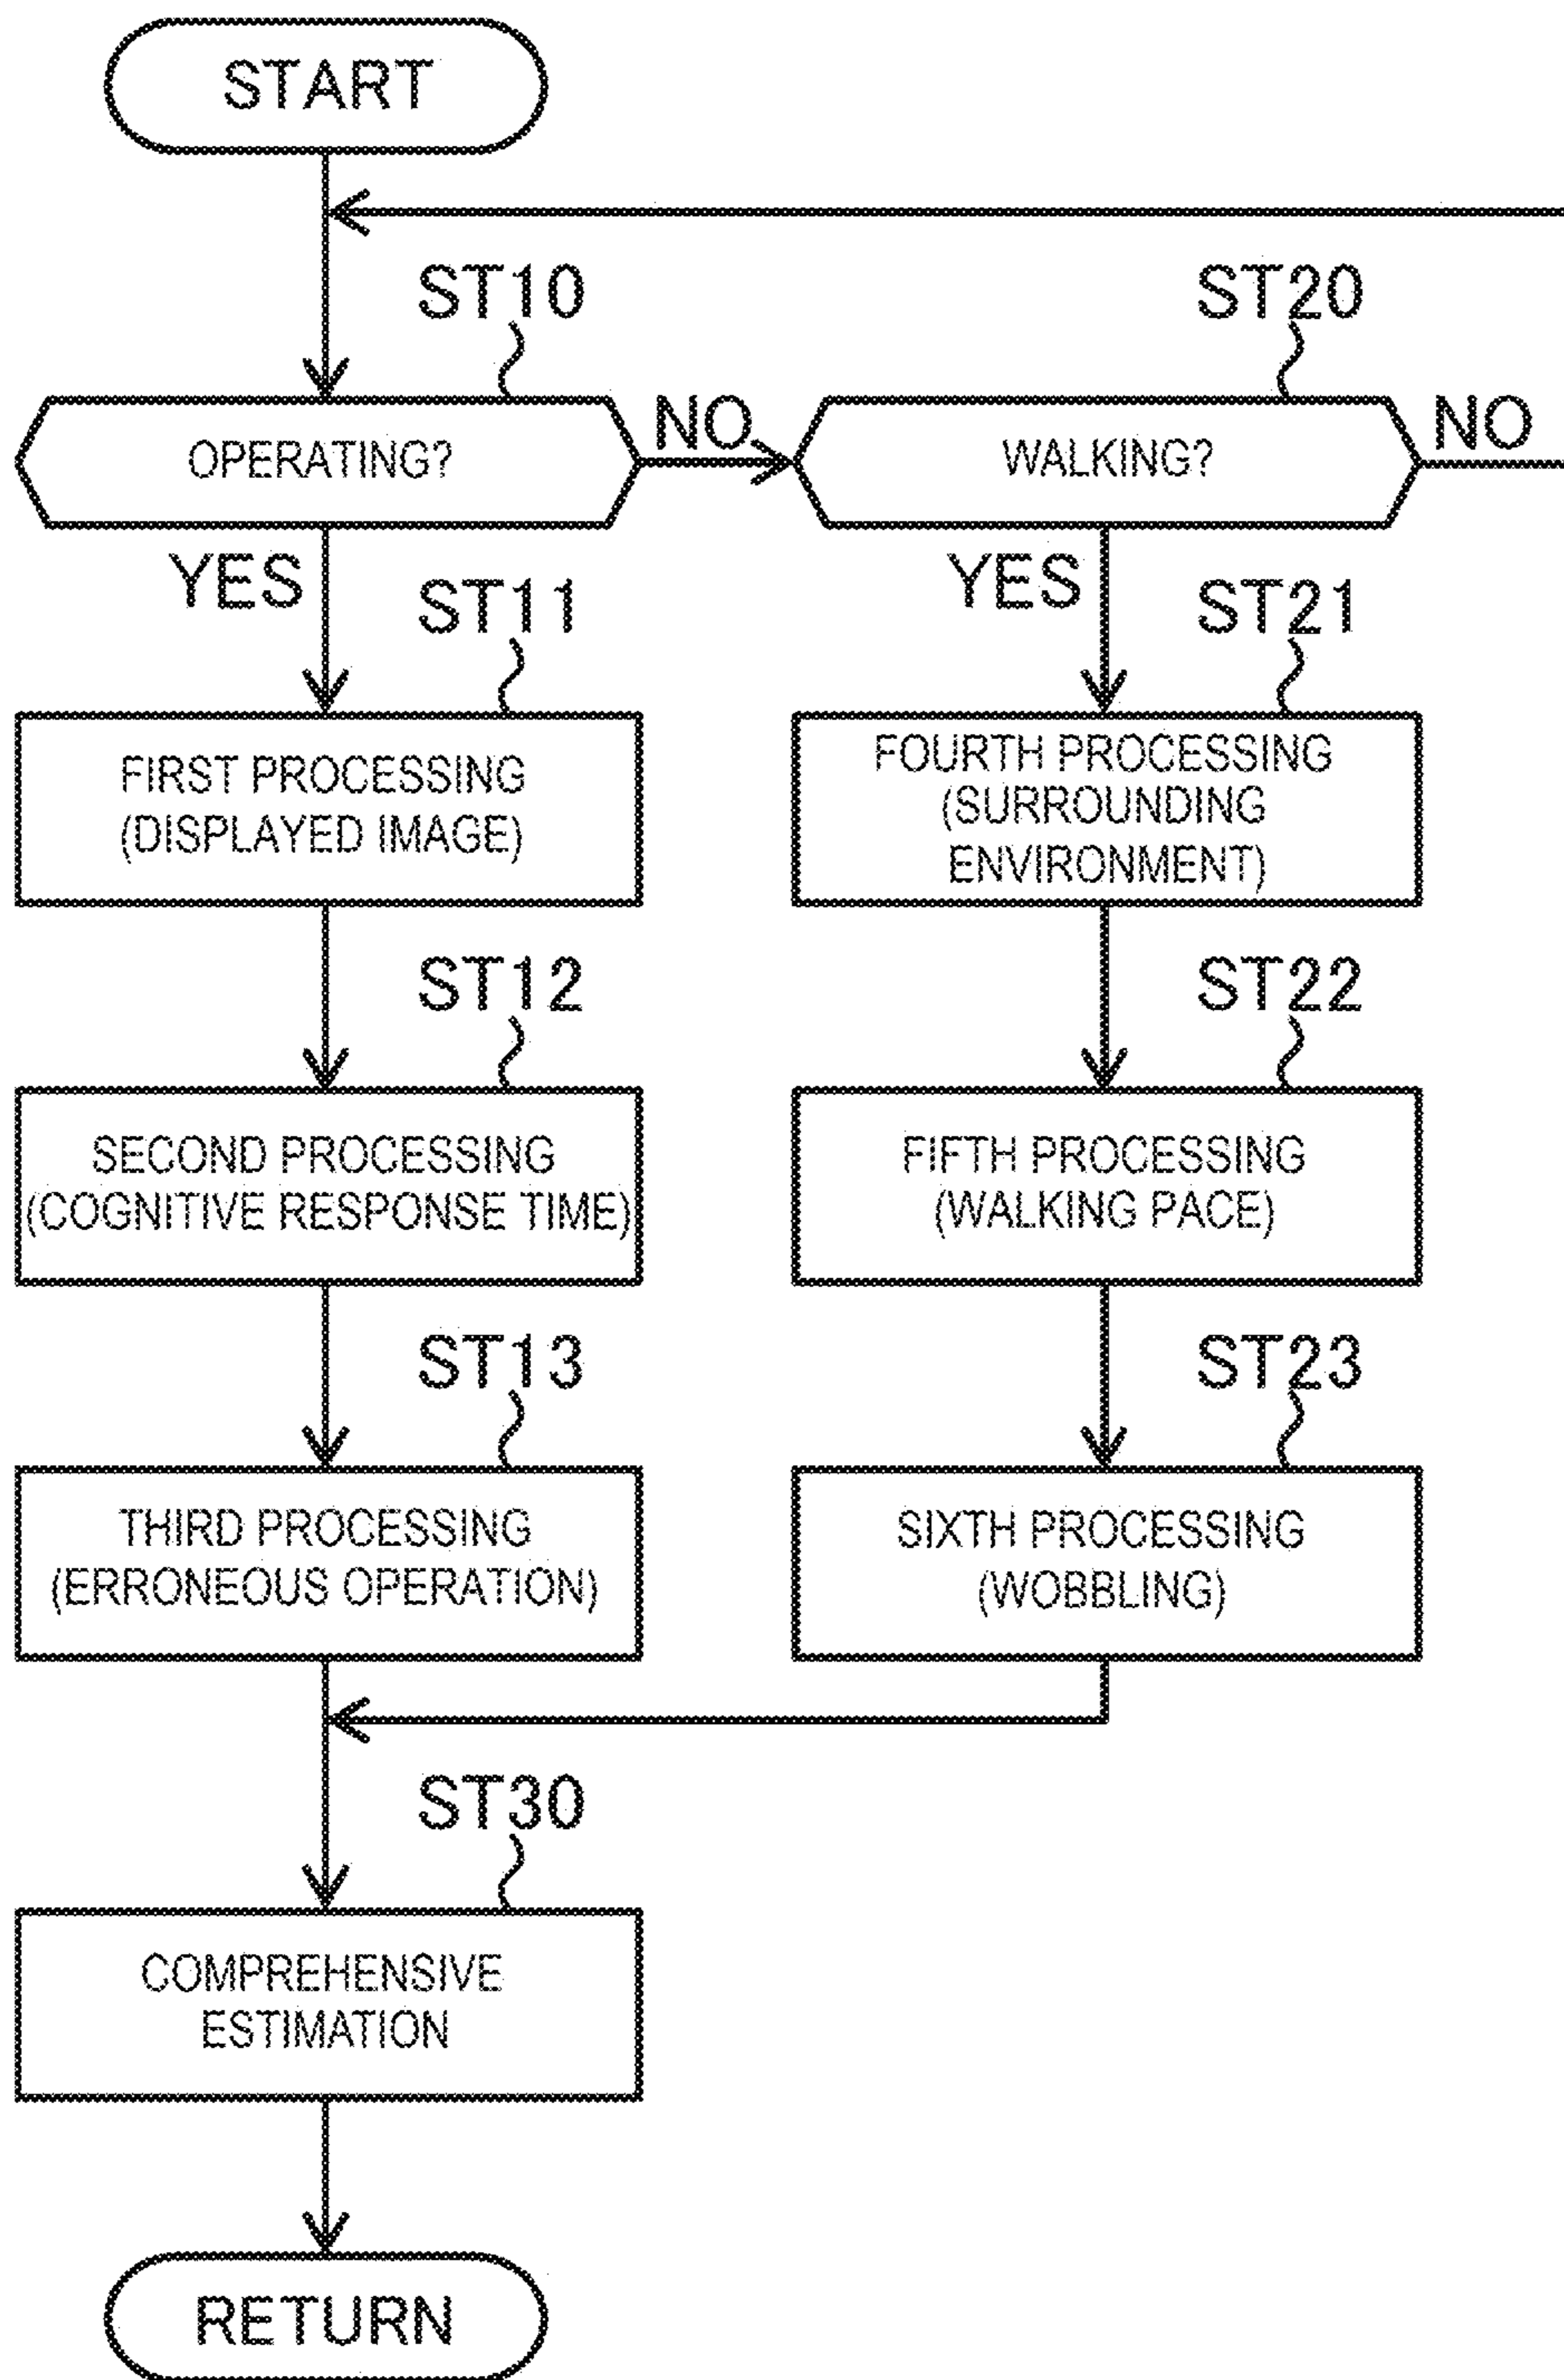 START
ST10
ST20
OPERATING?
NO
WALKING?
NO
YES
ST11
YES
ST21
FIRST PROCESSING
(DISPLAYED IMAGE)
FOURTH PROCESSING
(SURROUNDING
ENVIRONMENT)
ST12
ST22
SECOND PROCESSING
(COGNITIVE RESPONSE TIME)
FIFTH PROCESSING
(WALKING PACE)
ST13
ST23
THIRD PROCESSING
(ERRONEOUS OPERATION)
SIXTH PROCESSING
(WOBBLING)
ST30
COMPREHENSIVE
ESTIMATION
RETURN